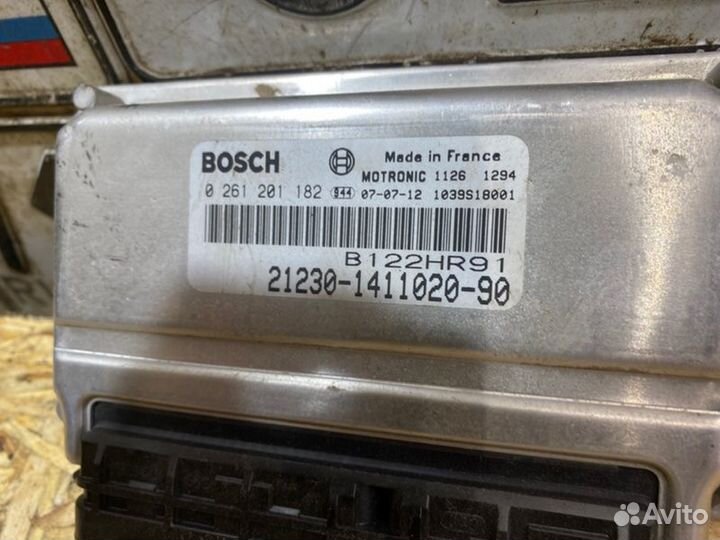 BOSCH Made in France
MOTRONIC 1126 1294
0 261 201 182 944 07-07-12 1039S18001
B122HR91
21230-1411020-90
Avito